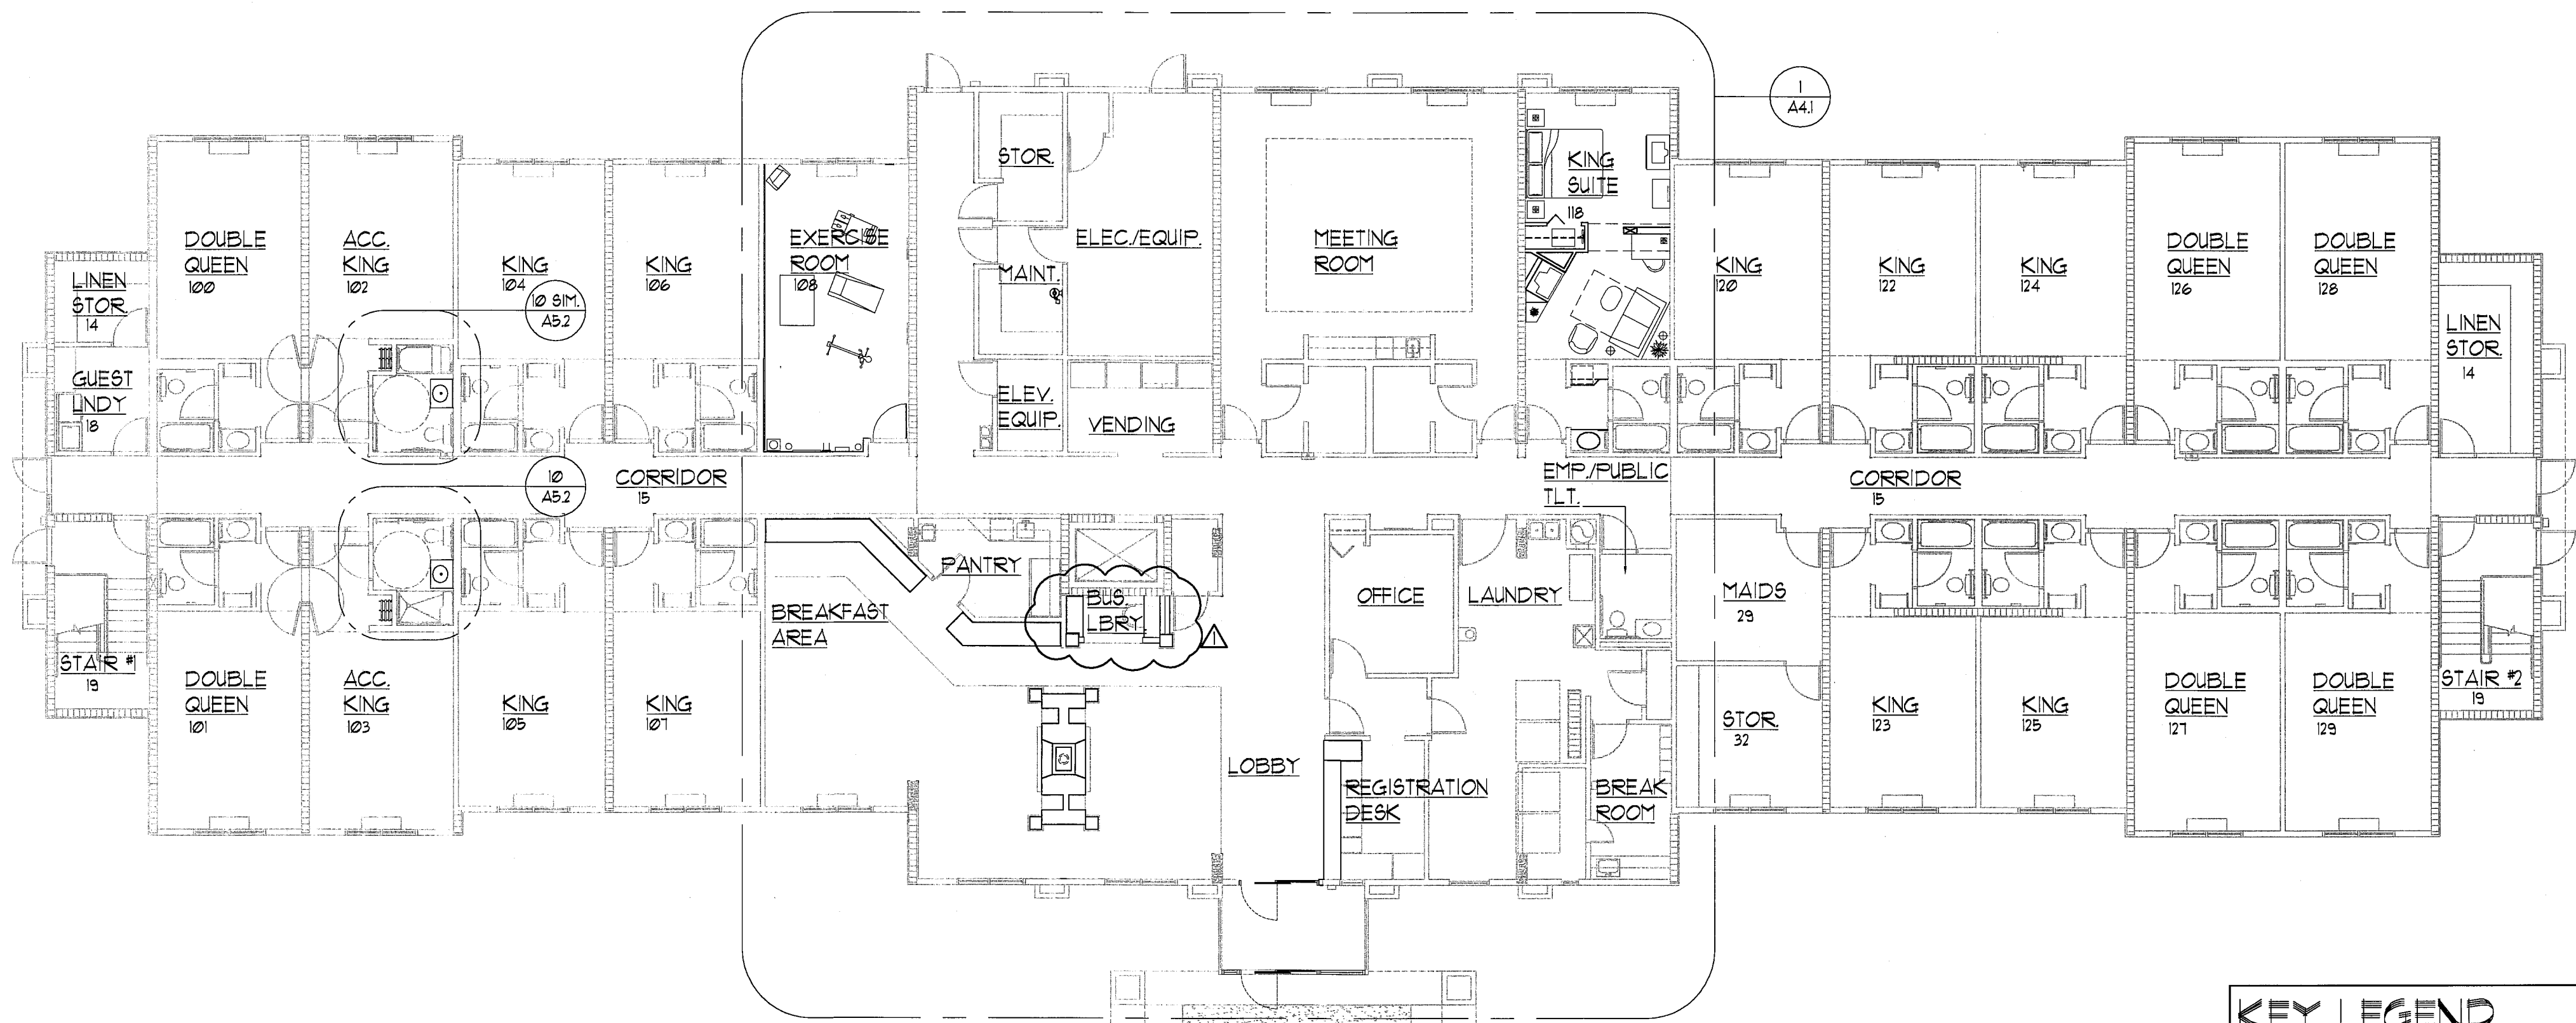 1
A4.1
STOR.
KING
SUITE
118
DOUBLE
QUEEN
100
ACC.
KING
102
KING
104
KING
106
EXERCISE
ROOM
108
ELEC./EQUIP.
MAINT.
MEETING
ROOM
KING
120
KING
122
KING
124
DOUBLE
QUEEN
126
DOUBLE
QUEEN
128
LINEN
STOR.
14
10 SIM.
A5.2
LINEN
STOR.
14
GUEST
LNDY
18
ELEV.
EQUIP.
VENDING
10
A5.2
CORRIDOR
15
EMP./PUBLIC
TLT.
CORRIDOR
15
PANTRY
BREAKFAST
AREA
BUS.
LBRY.
1
OFFICE
LAUNDRY
MAIDS
29
STAIR #1
19
DOUBLE
QUEEN
101
ACC.
KING
103
KING
105
KING
107
STOR.
32
KING
123
KING
125
DOUBLE
QUEEN
127
DOUBLE
QUEEN
129
STAIR #2
19
LOBBY
REGISTRATION
DESK
BREAK
ROOM
KEY LEGEND